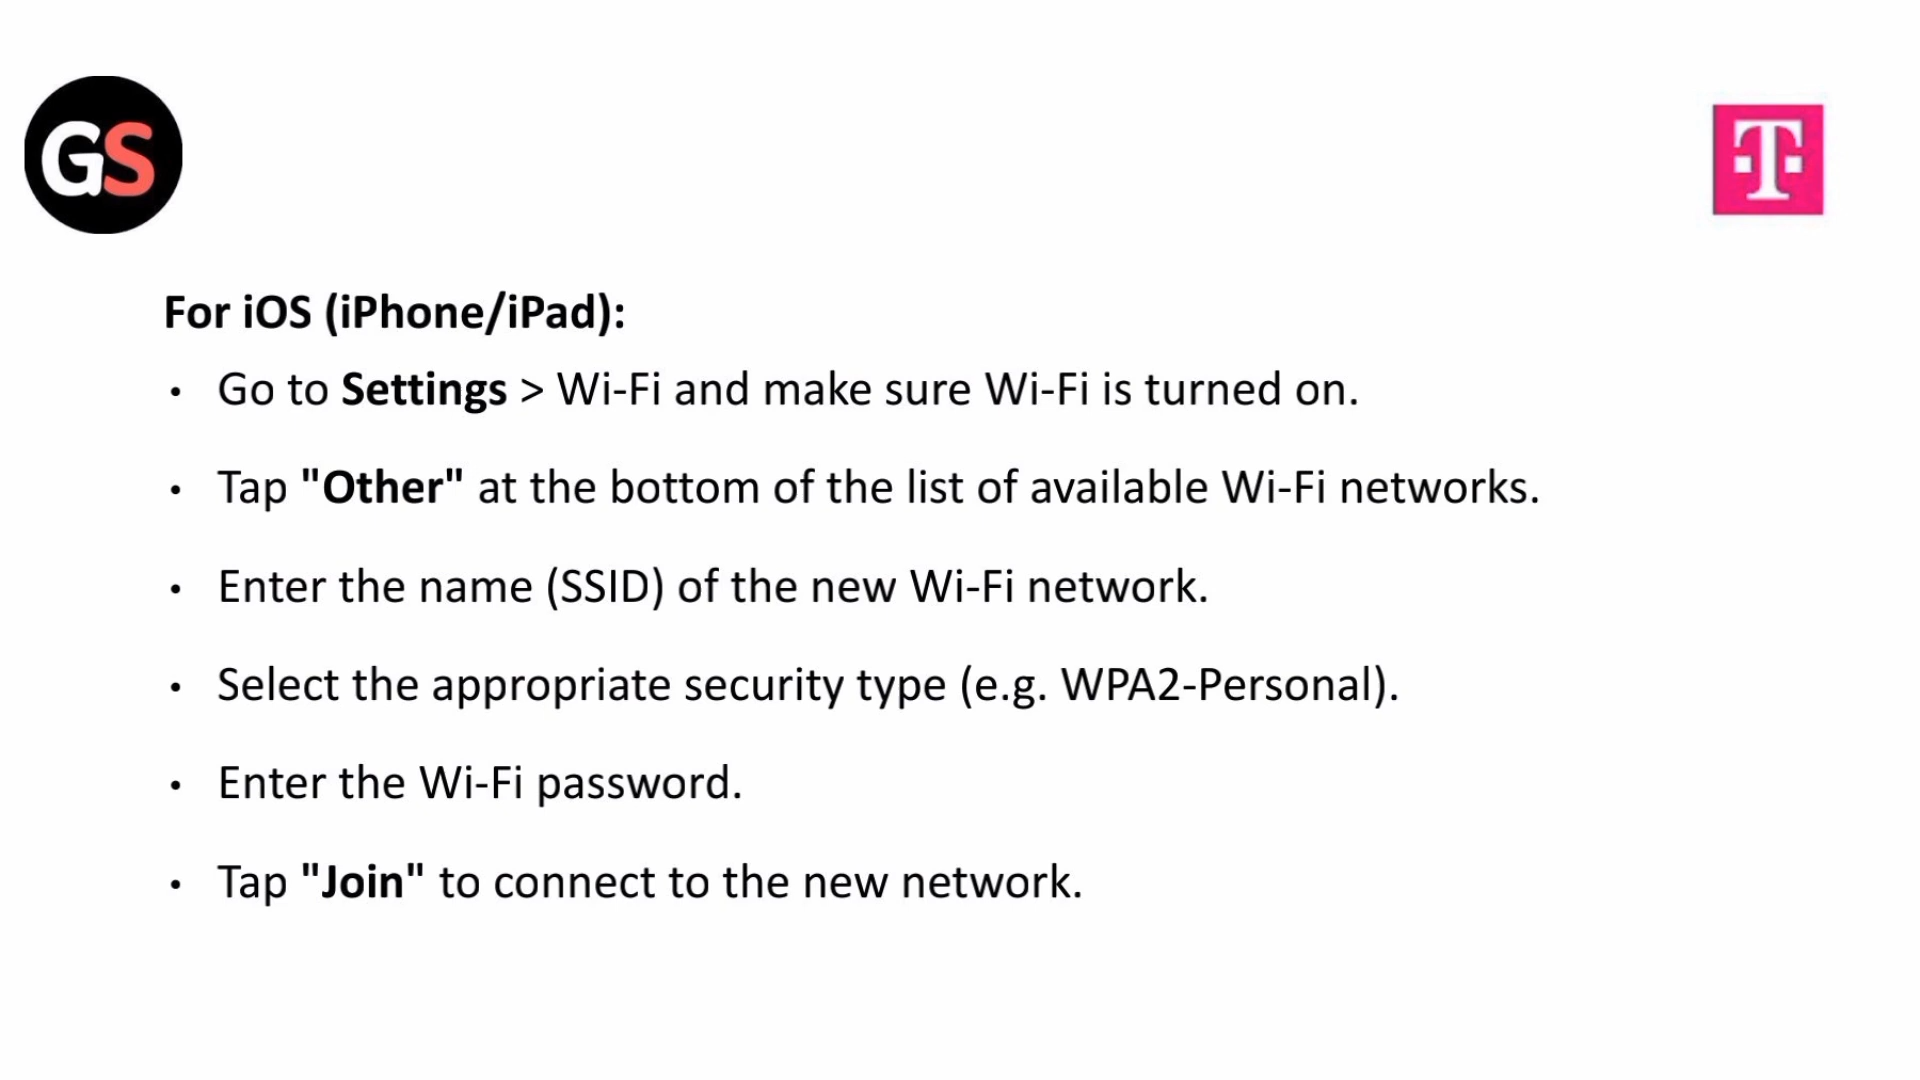 GS
T
For iOS (iPhone/iPad):
• Go to Settings > Wi-Fi and make sure Wi-Fi is turned on.
• Tap "Other" at the bottom of the list of available Wi-Fi networks.
• Enter the name (SSID) of the new Wi-Fi network.
• Select the appropriate security type (e.g. WPA2-Personal).
• Enter the Wi-Fi password.
• Tap "Join" to connect to the new network.